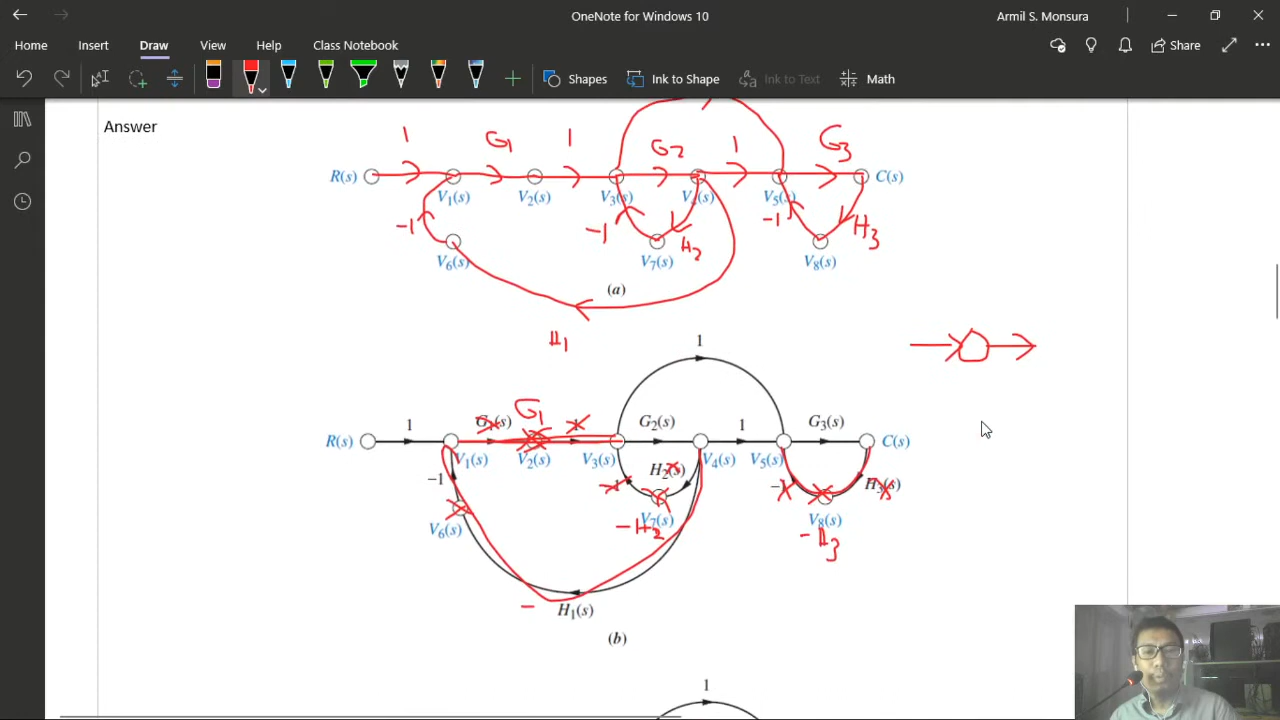 OneNote for Windows 10
Armil S. Monsura
Home Insert Draw View Help Class Notebook
Share
Shapes Ink to Shape Ink to Text Math
Answer
1 G1 1 G2 1 G3
R(s) C(s)
V1(s) V2(s) V3(s) V4(s) V5(s)
-1 -1 H2 -1 H3
V6(s) V7(s) V8(s)
(a)
H1
1
G1
1 G1(s) 1 G2(s) 1 G3(s)
R(s) C(s)
V1(s) V2(s) V3(s) V4(s) V5(s)
-1 H2(s) H3(s)
V6(s) V7(s) V8(s)
-H2 -H3
- H1(s)
(b)
1